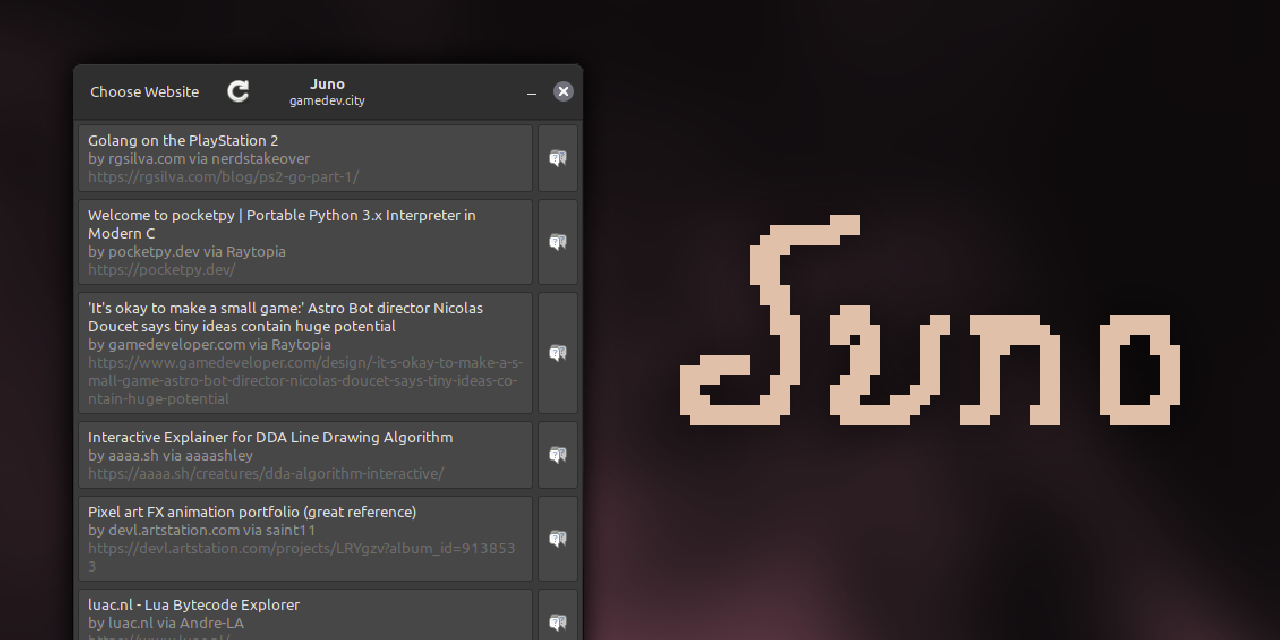 Choose Website
Juno
gamedev.city
Golang on the PlayStation 2
by rgsilva.com via nerdstakeover
https://rgsilva.com/blog/ps2-go-part-1/
Welcome to pocketpy | Portable Python 3.x Interpreter in
Modern C
by pocketpy.dev via Raytopia
https://pocketpy.dev/
'It's okay to make a small game:' Astro Bot director Nicolas
Doucet says tiny ideas contain huge potential
by gamedeveloper.com via Raytopia
https://www.gamedeveloper.com/design/-it-s-okay-to-make-a-s-
mall-game-astro-bot-director-nicolas-doucet-says-tiny-ideas-co-
ntain-huge-potential
Interactive Explainer for DDA Line Drawing Algorithm
by aaaa.sh via aaaashley
https://aaaa.sh/creatures/dda-algorithm-interactive/
Pixel art FX animation portfolio (great reference)
by devl.artstation.com via saint11
https://devl.artstation.com/projects/LRYgzv?album_id=913853
3
luac.nl - Lua Bytecode Explorer
by luac.nl via Andre-LA
Juno